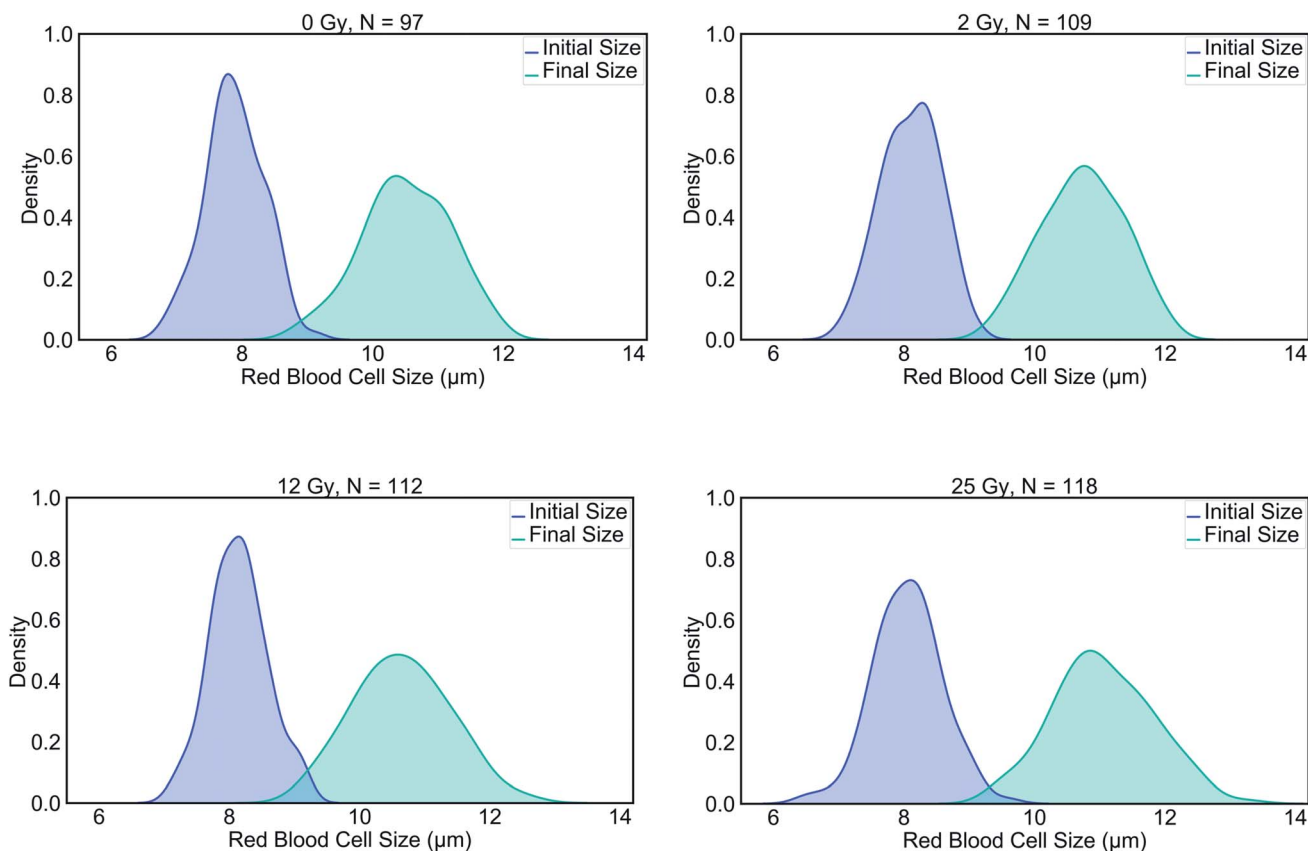 0 Gy, N = 97
1.0
Initial Size
Final Size
0.8
0.6
0.4
0.2
0.0
Density
6 8 10 12 14
Red Blood Cell Size (µm)
2 Gy, N = 109
1.0
Initial Size
Final Size
0.8
0.6
0.4
0.2
0.0
Density
6 8 10 12 14
Red Blood Cell Size (µm)
12 Gy, N = 112
1.0
Initial Size
Final Size
0.8
0.6
0.4
0.2
0.0
Density
6 8 10 12 14
Red Blood Cell Size (µm)
25 Gy, N = 118
1.0
Initial Size
Final Size
0.8
0.6
0.4
0.2
0.0
Density
6 8 10 12 14
Red Blood Cell Size (µm)